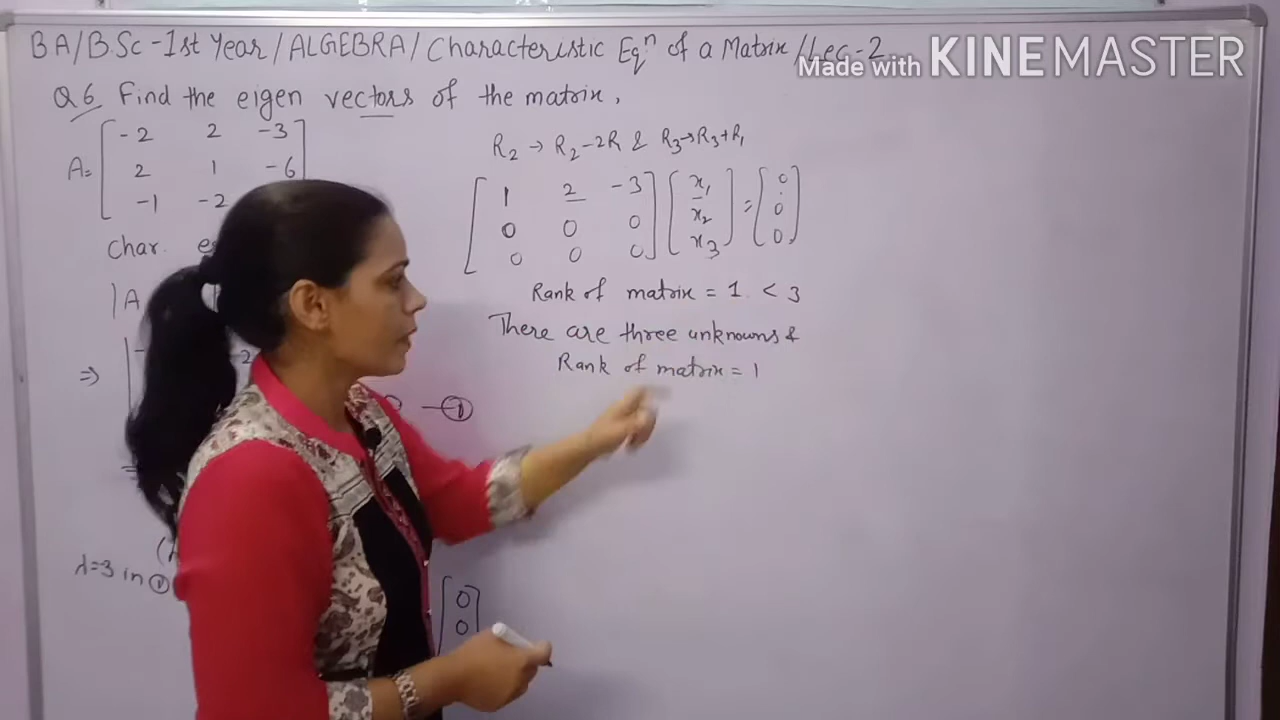 BA/B.Sc-1st Year/ALGEBRA/Characteristic Eqⁿ of a Matrix/Lec-2
Made with KINEMASTER
Q6 Find the eigen vectors of the matrix,
A= [ -2 2 -3
2 1 -6
-1 -2
Char.
|A
⇒
— ①
λ=3 in ①
0
0
R₂ → R₂-2R & R₃→R₃+R₁
[ 1 2 -3 ] [ x₁ ] = [ 0 ]
0 0 0 x₂ 0
0 0 0 x₃ 0
Rank of matrix = 1 < 3
There are three unknowns &
Rank of matrix = 1